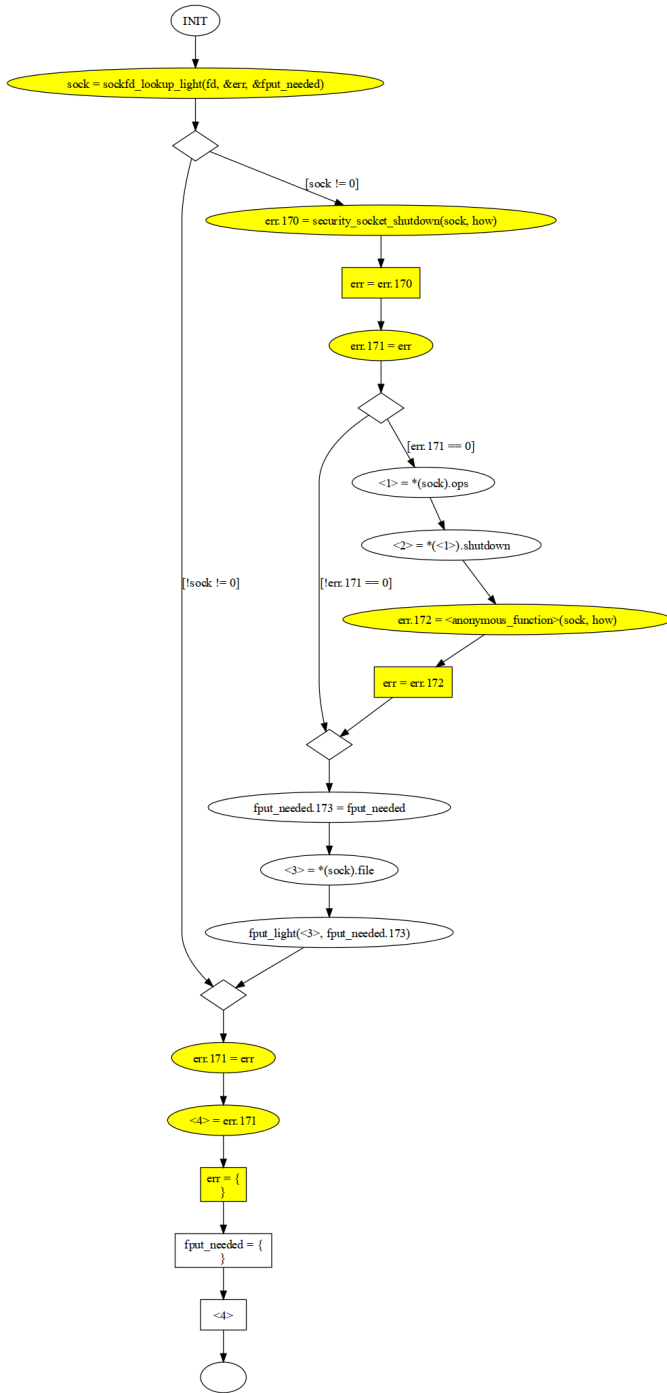 INIT
sock = sockfd_lookup_light(fd, &err, &fput_needed)
[sock != 0]
err.170 = security_socket_shutdown(sock, how)
err = err.170
err.171 = err
[err.171 == 0]
<1> = *(sock).ops
<2> = *(<1>).shutdown
[!sock != 0]
[!err.171 == 0]
err.172 = <anonymous_function>(sock, how)
err = err.172
fput_needed.173 = fput_needed
<3> = *(sock).file
fput_light(<3>, fput_needed.173)
err.171 = err
<4> = err.171
err = {
}
fput_needed = {
}
<4>